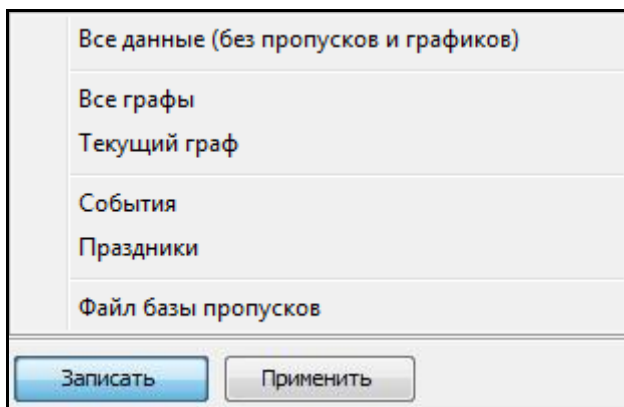 Все данные (без пропусков и графиков)
Все графы
Текущий граф
События
Праздники
Файл базы пропусков
Записать Применить